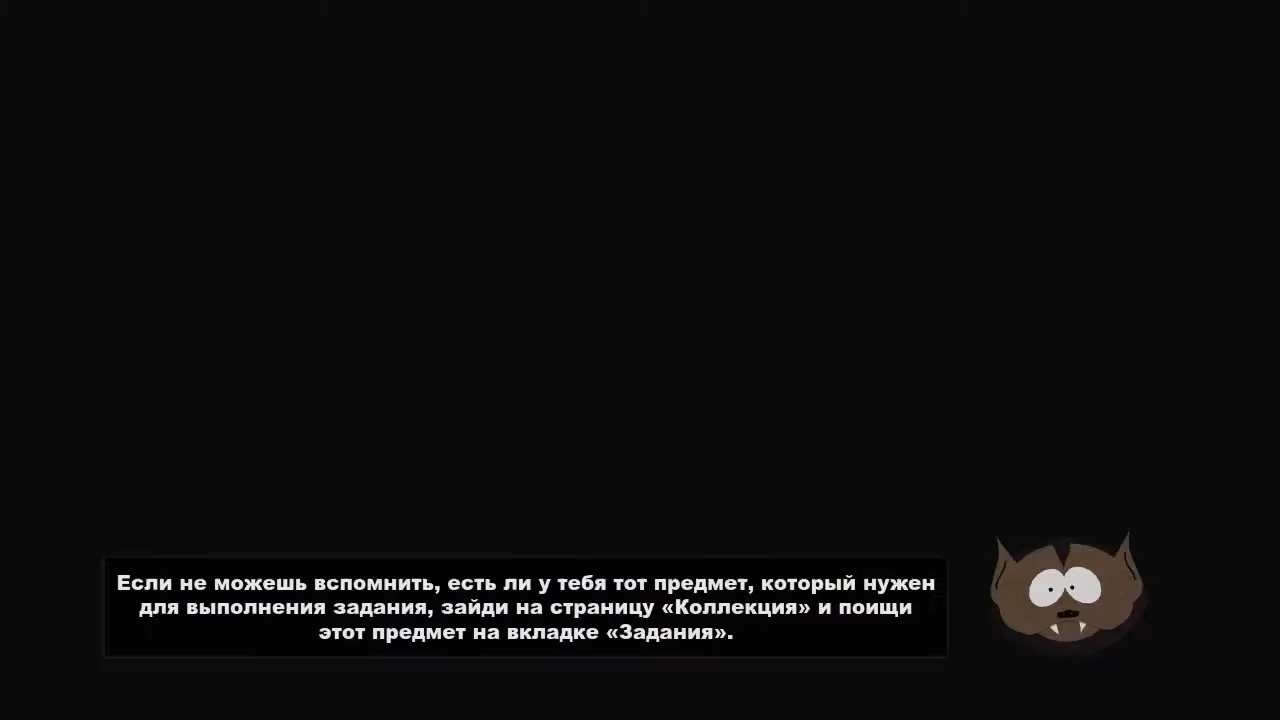 Если не можешь вспомнить, есть ли у тебя тот предмет, который нужен
для выполнения задания, зайди на страницу «Коллекция» и поищи
этот предмет на вкладке «Задания».